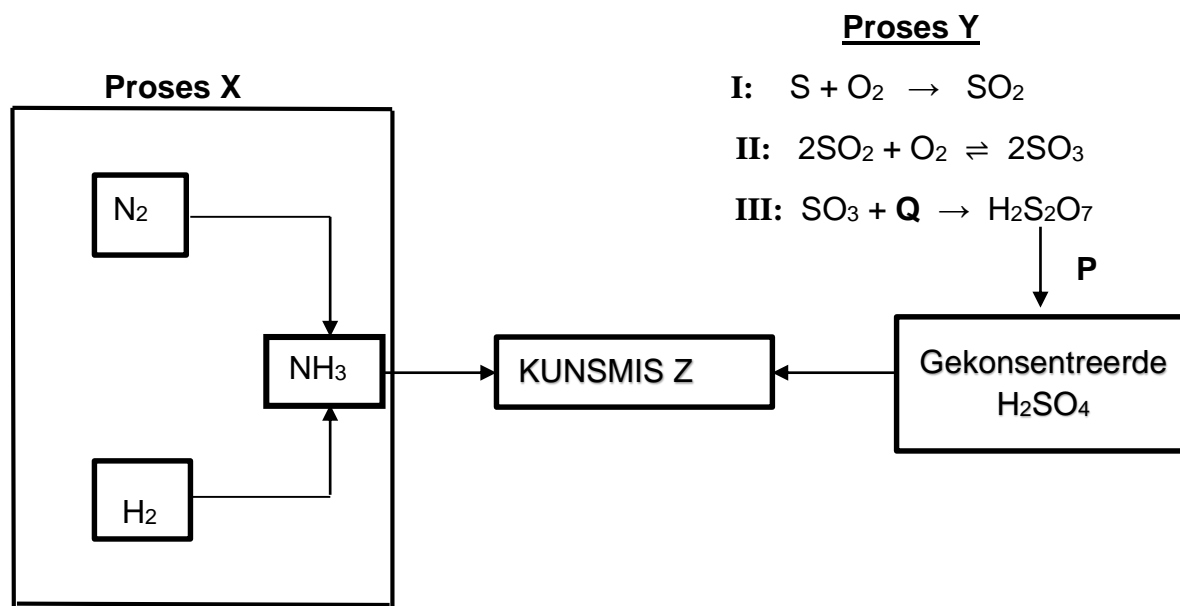 Proses Y
Proses X
I: S + O₂ → SO₂
II: 2SO₂ + O₂ ⇌ 2SO₃
III: SO₃ + Q → H₂S₂O₇
N₂
P
NH₃
KUNSMIS Z
Gekonsentreerde
H₂SO₄
H₂